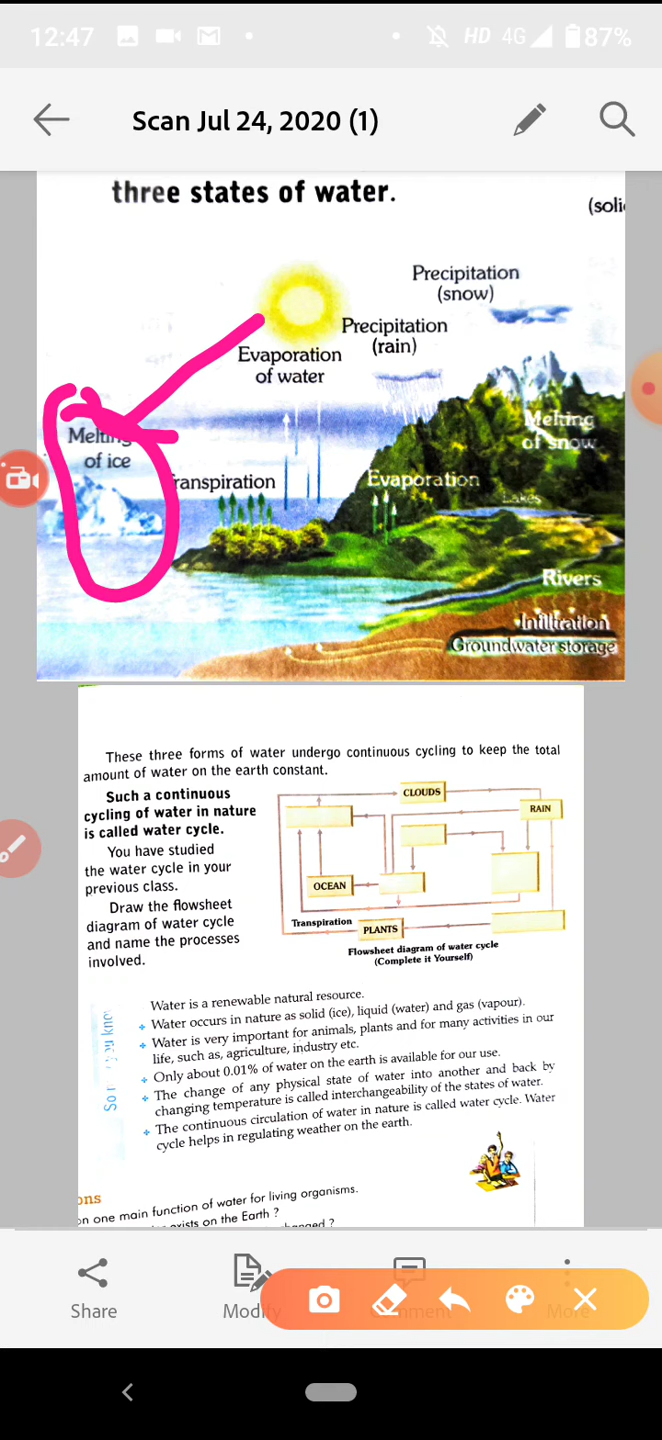 12:47 HD 4G 87%
Scan Jul 24, 2020 (1)
three states of water.
Precipitation
(snow)
Precipitation
(rain)
Evaporation
of water
Melting
of snow
of ice
Evaporation
Lakes
Rivers
Infiltration
Groundwater storage
These three forms of water undergo continuous cycling to keep the total
amount of water on the earth constant.
Such a continuous
cycling of water in nature
is called water cycle.
You have studied
the water cycle in your
previous class.
Draw the flowsheet
diagram of water cycle
and name the processes
involved.
CLOUDS
RAIN
OCEAN
Transpiration
PLANTS
Flowsheet diagram of water cycle
(Complete it Yourself)
Water is a renewable natural resource.
Water occurs in nature as solid (ice), liquid (water) and gas (vapour).
Water is very important for animals, plants and for many activities in our
life, such as, agriculture, industry etc.
Only about 0.01% of water on the earth is available for our use.
The change of any physical state of water into another and back by
changing temperature is called interchangeability of the states of water.
The continuous circulation of water in nature is called water cycle. Water
cycle helps in regulating weather on the earth.
one main function of water for living organisms.
on the Earth ?
Share
Modify
Comment
More